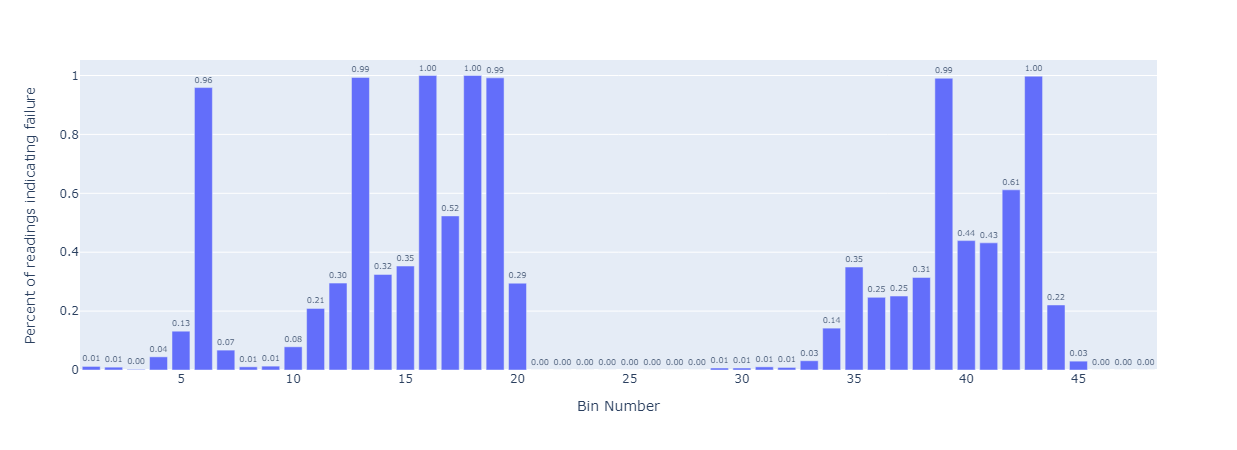 Percent of readings indicating failure
1
0.8
0.6
0.4
0.2
0
0.01 0.01 0.00 0.04 0.13 0.96 0.07 0.01 0.01 0.08 0.21 0.30 0.99 0.32 0.35 1.00 0.52 1.00 0.99 0.29 0.00 0.00 0.00 0.00 0.00 0.00 0.00 0.00 0.01 0.01 0.01 0.01 0.03 0.14 0.35 0.25 0.25 0.31 0.99 0.44 0.43 0.61 1.00 0.22 0.03 0.00 0.00 0.00
5 10 15 20 25 30 35 40 45
Bin Number